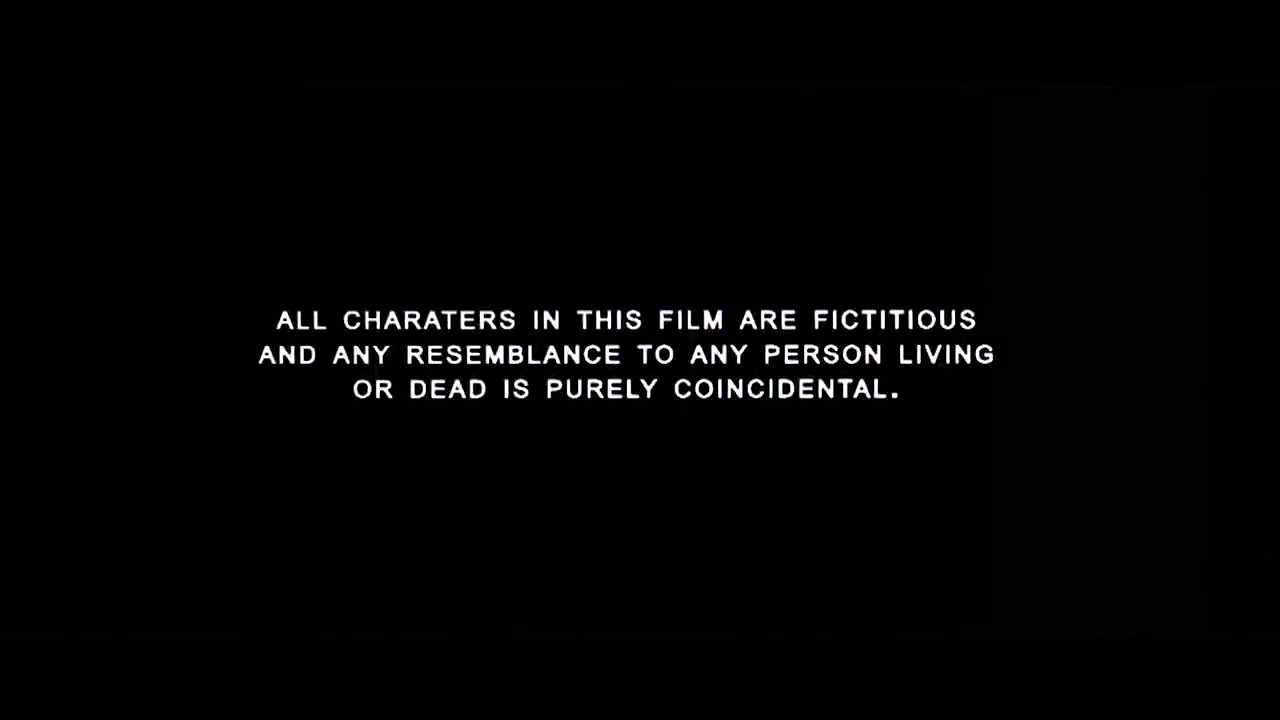 ALL CHARATERS IN THIS FILM ARE FICTITIOUS
AND ANY RESEMBLANCE TO ANY PERSON LIVING
OR DEAD IS PURELY COINCIDENTAL.